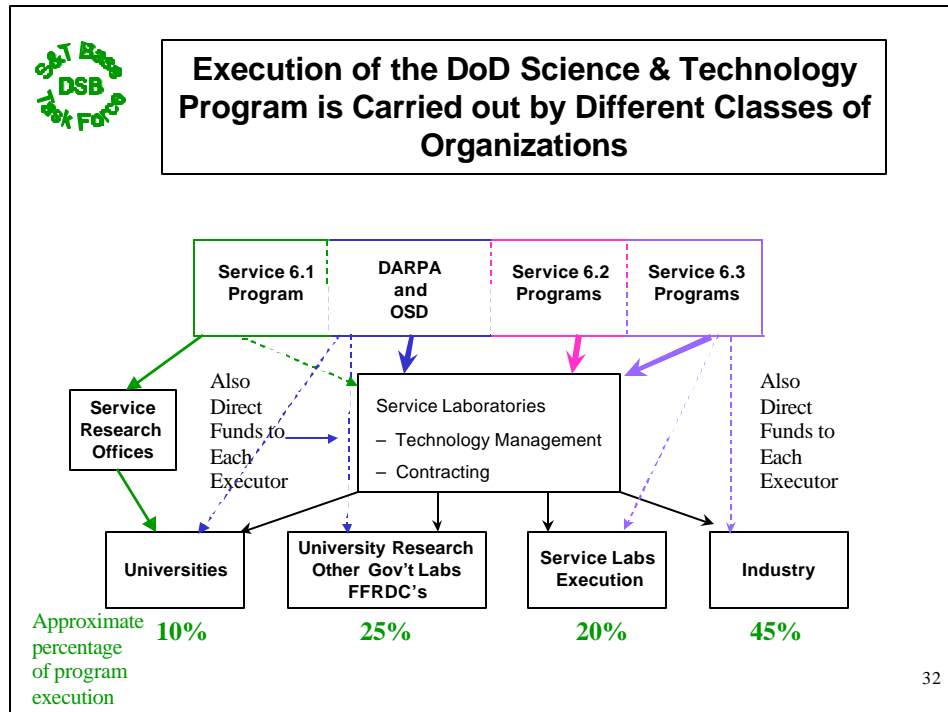 S&T Base
DSB
Task Force
Execution of the DoD Science & Technology
Program is Carried out by Different Classes of
Organizations
Service 6.1
Program
DARPA
and
OSD
Service 6.2
Programs
Service 6.3
Programs
Service
Research
Offices
Also
Direct
Funds to
Each
Executor
Service Laboratories
– Technology Management
– Contracting
Also
Direct
Funds to
Each
Executor
Universities
University Research
Other Gov't Labs
FFRDC's
Service Labs
Execution
Industry
Approximate
percentage
of program
execution
10%
25%
20%
45%
32